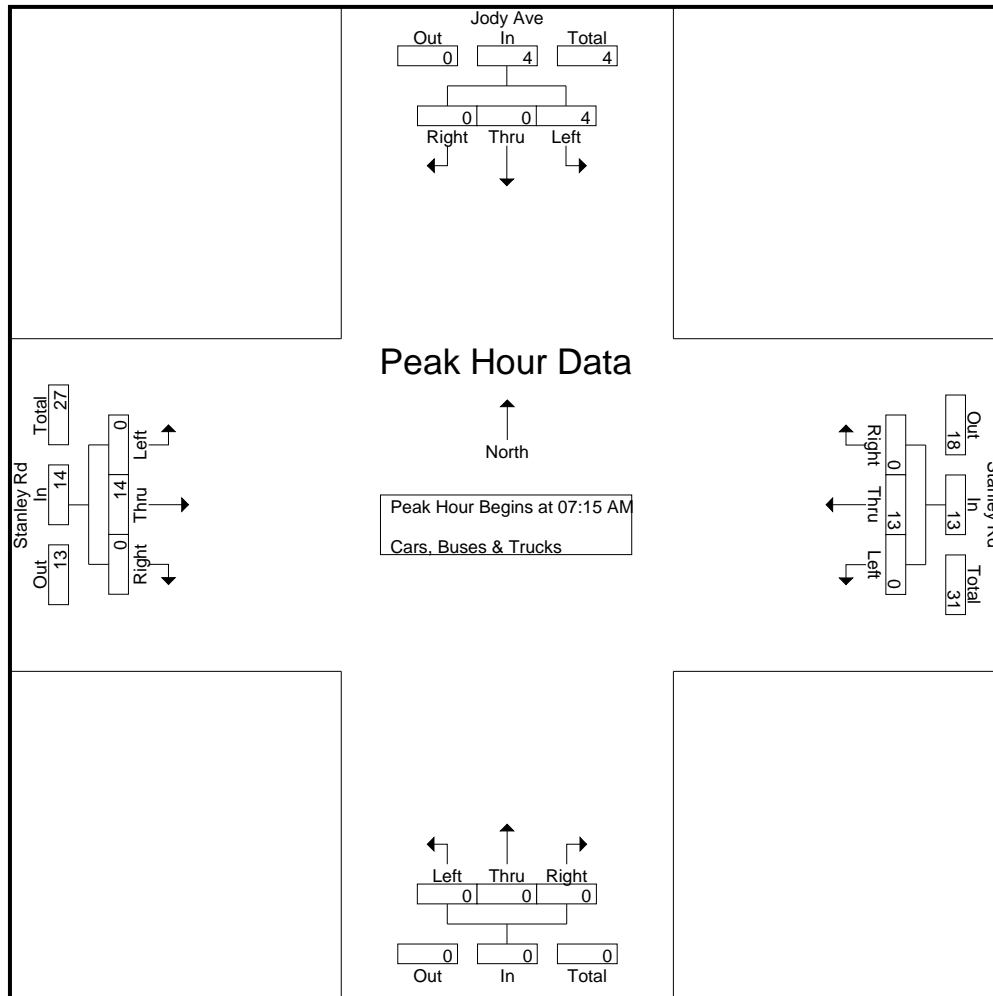 Jody Ave
Out In Total
0 4 4
0 0 4
Right Thru Left
Peak Hour Data
North
Peak Hour Begins at 07:15 AM
Cars, Buses & Trucks
Stanley Rd
Out In Total
13 14 27
0 14 0
Right Thru Left
Stanley Rd
Out In Total
18 13 31
0 13 0
Right Thru Left
Left Thru Right
0 0 0
0 0 0
Out In Total